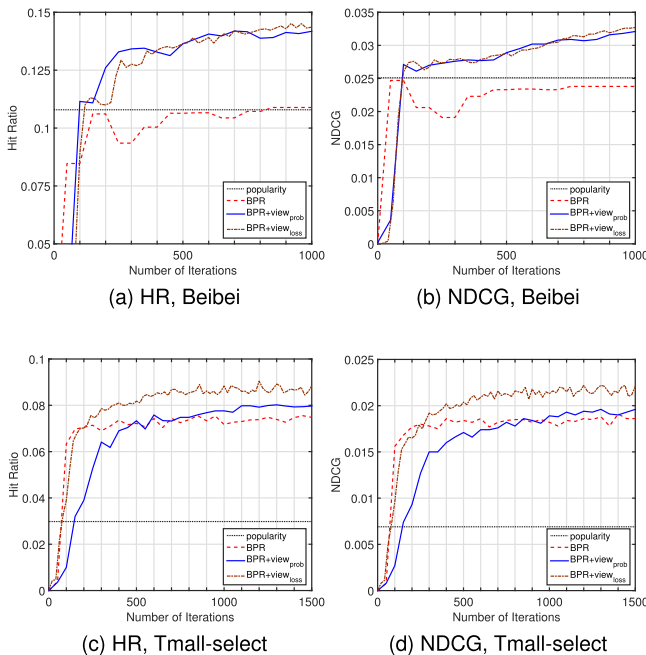 0.15
0.125
0.1
0.075
0.05
Hit Ratio
0
500
1000
Number of Iterations
popularity
BPR
BPR+view_prob
BPR+view_loss
(a) HR, Beibei
0.035
0.03
0.025
0.02
0.015
0.01
0.005
0
NDCG
0
500
1000
Number of Iterations
popularity
BPR
BPR+view_prob
BPR+view_loss
(b) NDCG, Beibei
0.1
0.08
0.06
0.04
0.02
0
Hit Ratio
0
500
1000
1500
Number of Iterations
popularity
BPR
BPR+view_prob
BPR+view_loss
(c) HR, Tmall-select
0.025
0.02
0.015
0.01
0.005
0
NDCG
0
500
1000
1500
Number of Iterations
popularity
BPR
BPR+view_prob
BPR+view_loss
(d) NDCG, Tmall-select